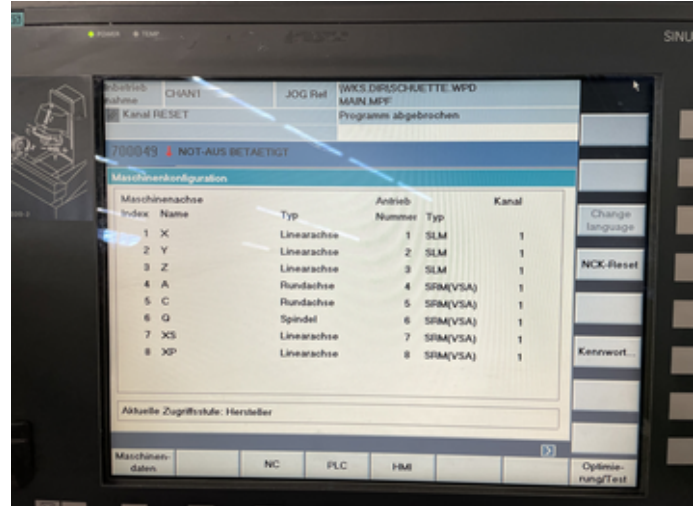 POWER TEMP
SINU
Inbetrieb nahme CHAN1 JOG Ref \WKS.DIR\SCHUETTE.WPD
MAIN.MPF
Kanal RESET Programm abgebrochen
700049 ↓ NOT-AUS BETAETIGT
Maschinenkonfiguration
Maschinenachse Antrieb Kanal
Index Name Typ Nummer Typ
1 X Linearachse 1 SLM 1
2 Y Linearachse 2 SLM 1
3 Z Linearachse 3 SLM 1
4 A Rundachse 4 SRM(VSA) 1
5 C Rundachse 5 SRM(VSA) 1
6 Q Spindel 6 SRM(VSA) 1
7 XS Linearachse 7 SRM(VSA) 1
8 XP Linearachse 8 SRM(VSA) 1
Change
language
NCK-Reset
Kennwort...
Aktuelle Zugriffsstufe: Hersteller
Maschinen-
daten NC PLC HMI Optimie-
rung/Test